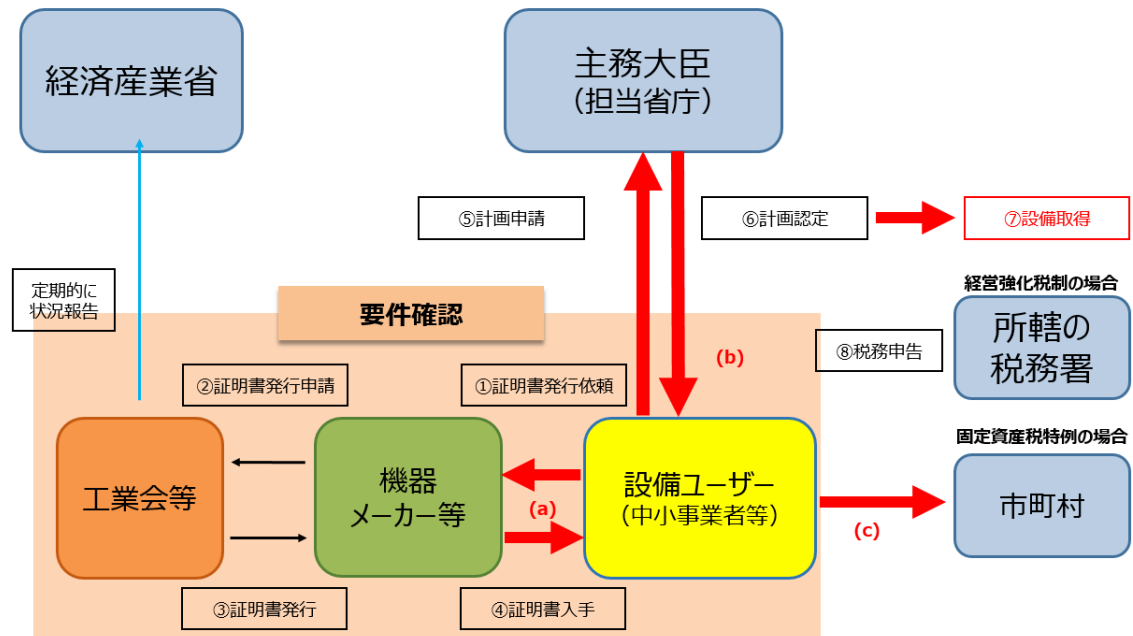 経済産業省
主務大臣
（担当省庁）
⑤計画申請
⑥計画認定
⑦設備取得
定期的に
状況報告
要件確認
経営強化税制の場合
所轄の
税務署
⑧税務申告
(b)
②証明書発行申請
①証明書発行依頼
固定資産税特例の場合
工業会等
機器
メーカー等
(a)
設備ユーザー
（中小事業者等）
(c)
市町村
③証明書発行
④証明書入手